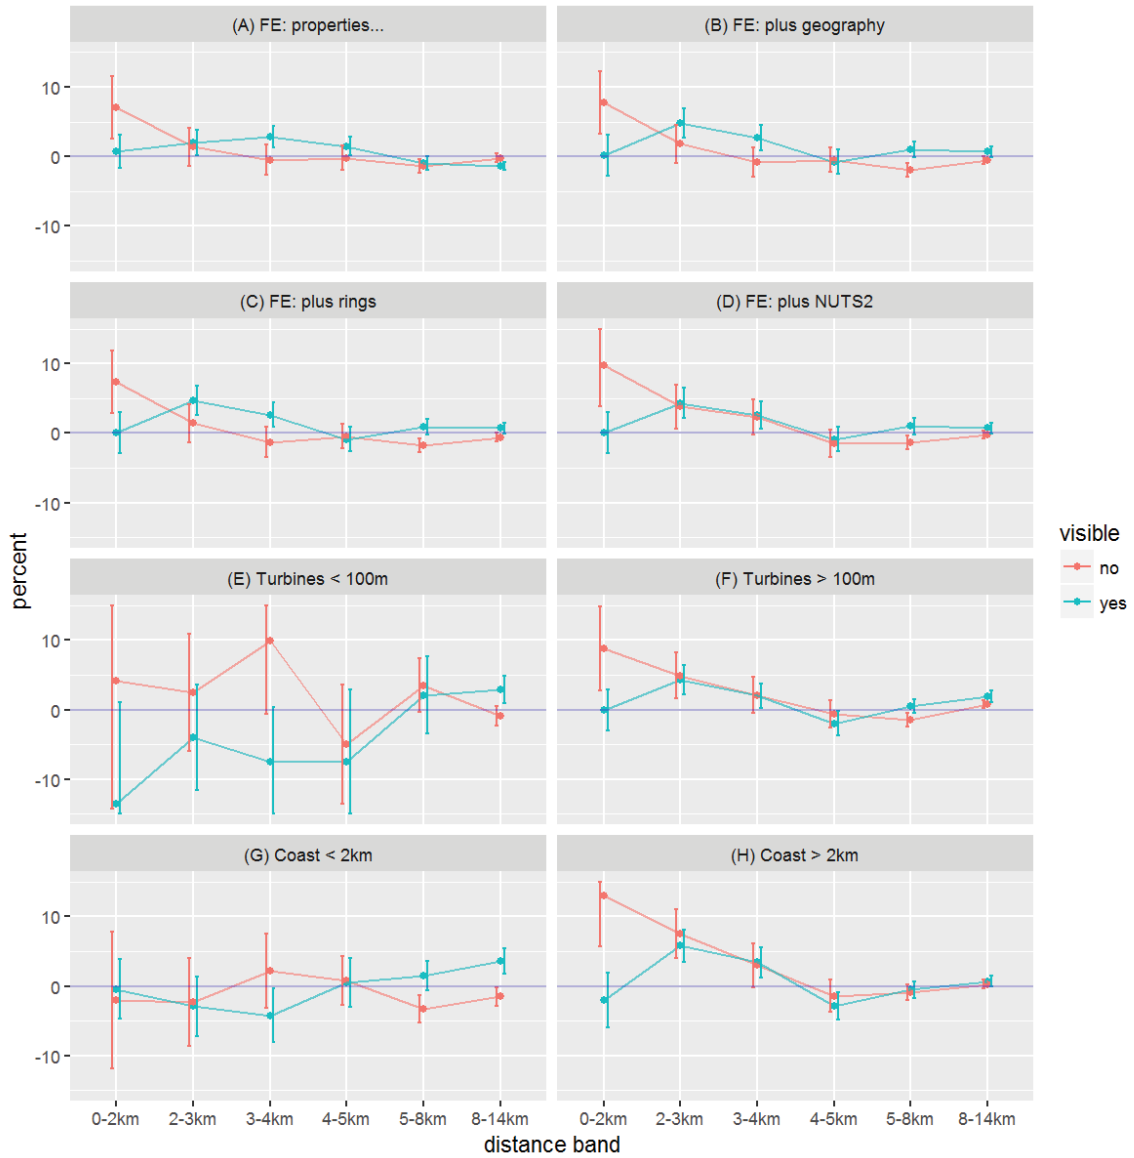 (A) FE: properties...
(B) FE: plus geography
10
0
-10
(C) FE: plus rings
(D) FE: plus NUTS2
10
0
-10
(E) Turbines < 100m
(F) Turbines > 100m
10
0
-10
(G) Coast < 2km
(H) Coast > 2km
10
0
-10
0-2km 2-3km 3-4km 4-5km 5-8km 8-14km
0-2km 2-3km 3-4km 4-5km 5-8km 8-14km
distance band
percent
visible
no
yes